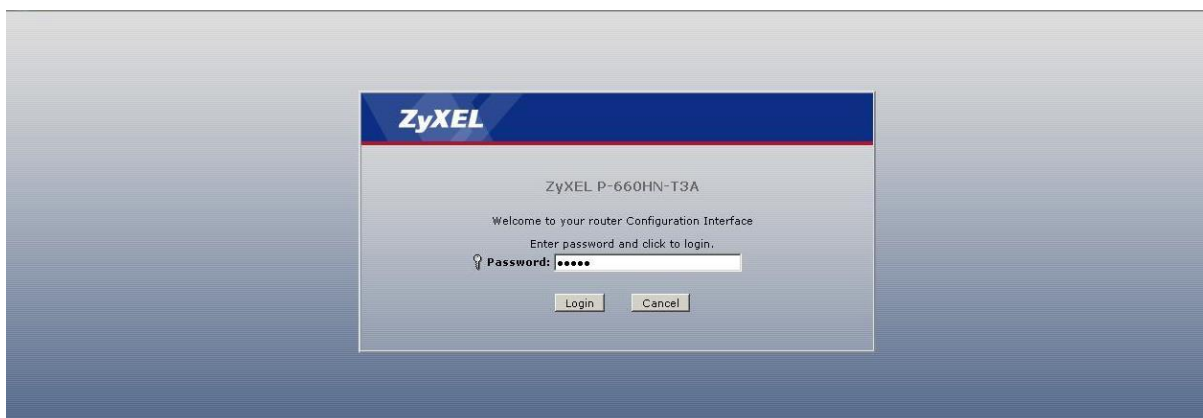 ZyXEL
ZyXEL P-660HN-T3A
Welcome to your router Configuration Interface
Enter password and click to login.
Password: •••••
Login Cancel